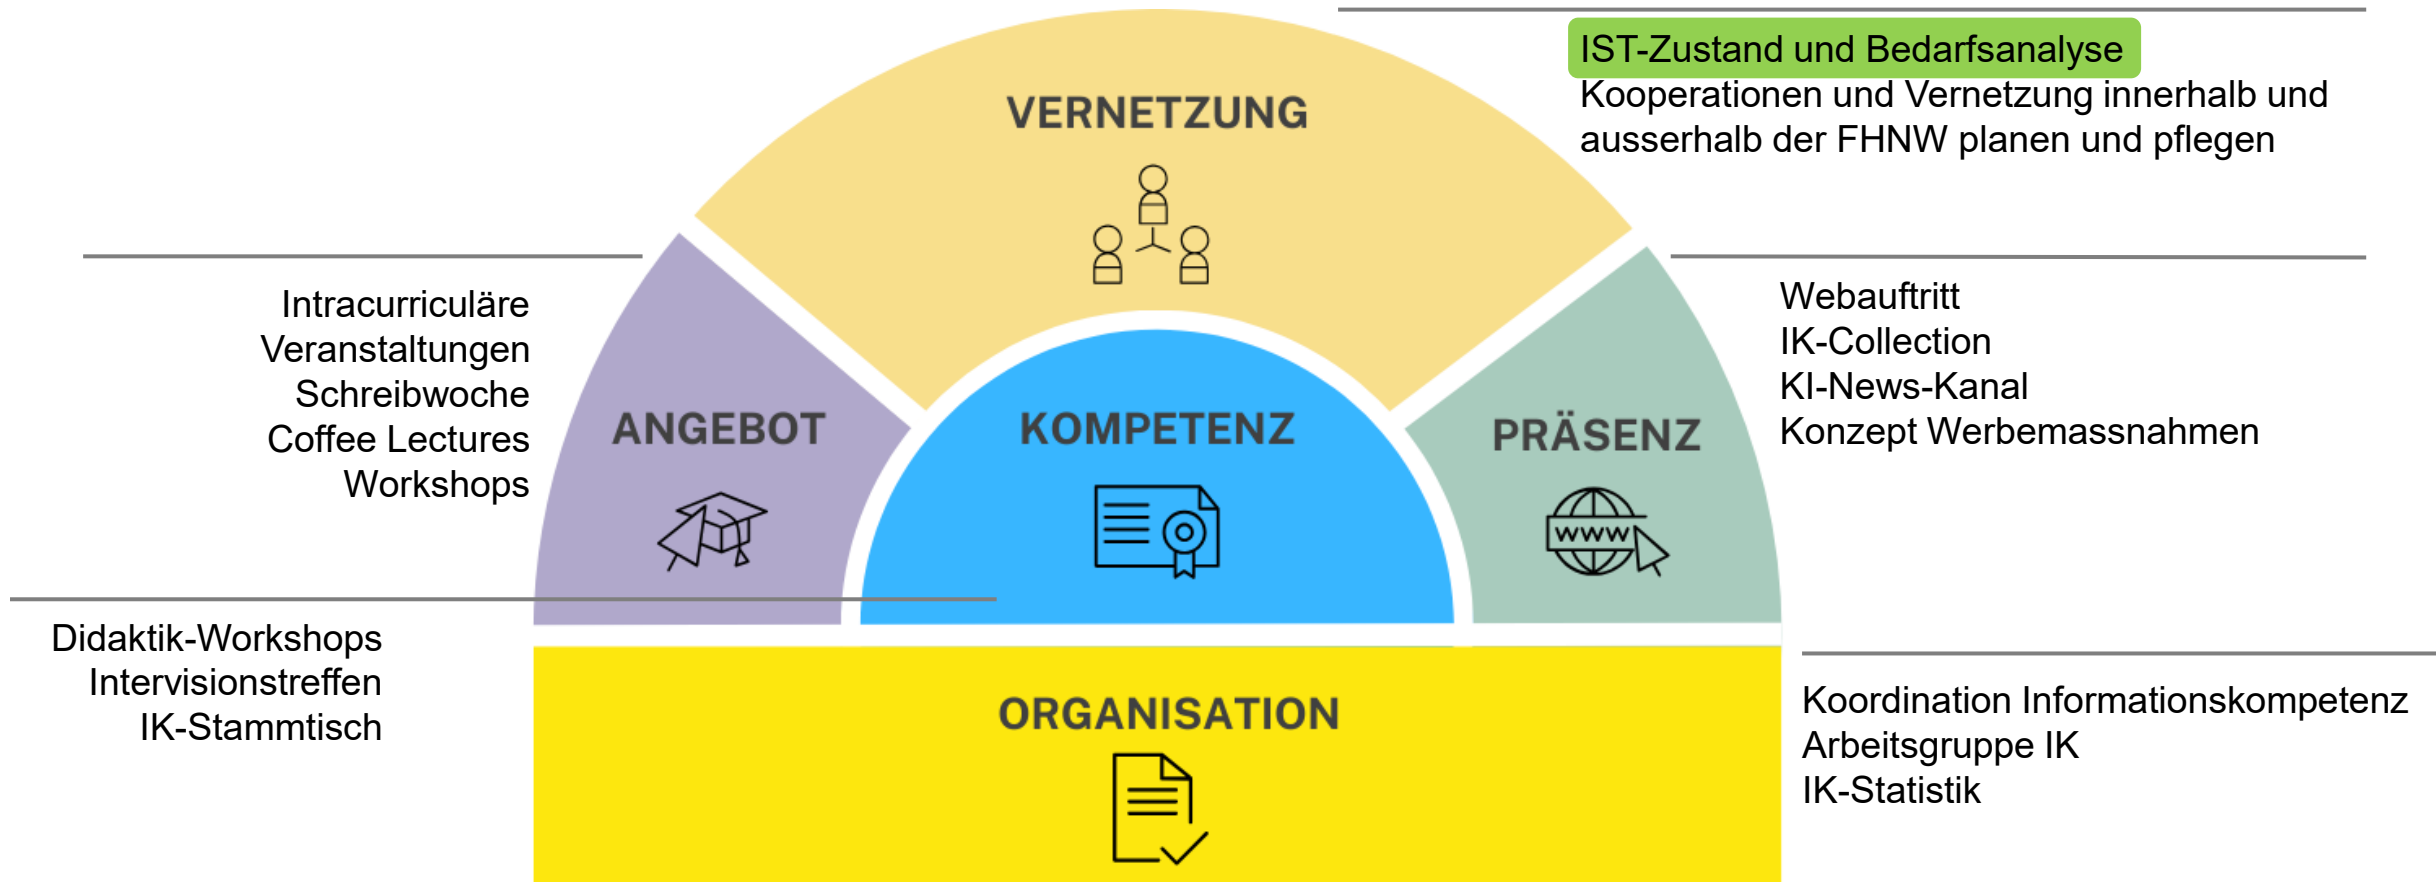 IST-Zustand und Bedarfsanalyse
Kooperationen und Vernetzung innerhalb und
ausserhalb der FHNW planen und pflegen
VERNETZUNG
Intracurriculäre
Veranstaltungen
Schreibwoche
Coffee Lectures
Workshops
ANGEBOT
KOMPETENZ
PRÄSENZ
www
Webauftritt
IK-Collection
KI-News-Kanal
Konzept Werbemassnahmen
Didaktik-Workshops
Intervisionstreffen
IK-Stammtisch
ORGANISATION
Koordination Informationskompetenz
Arbeitsgruppe IK
IK-Statistik